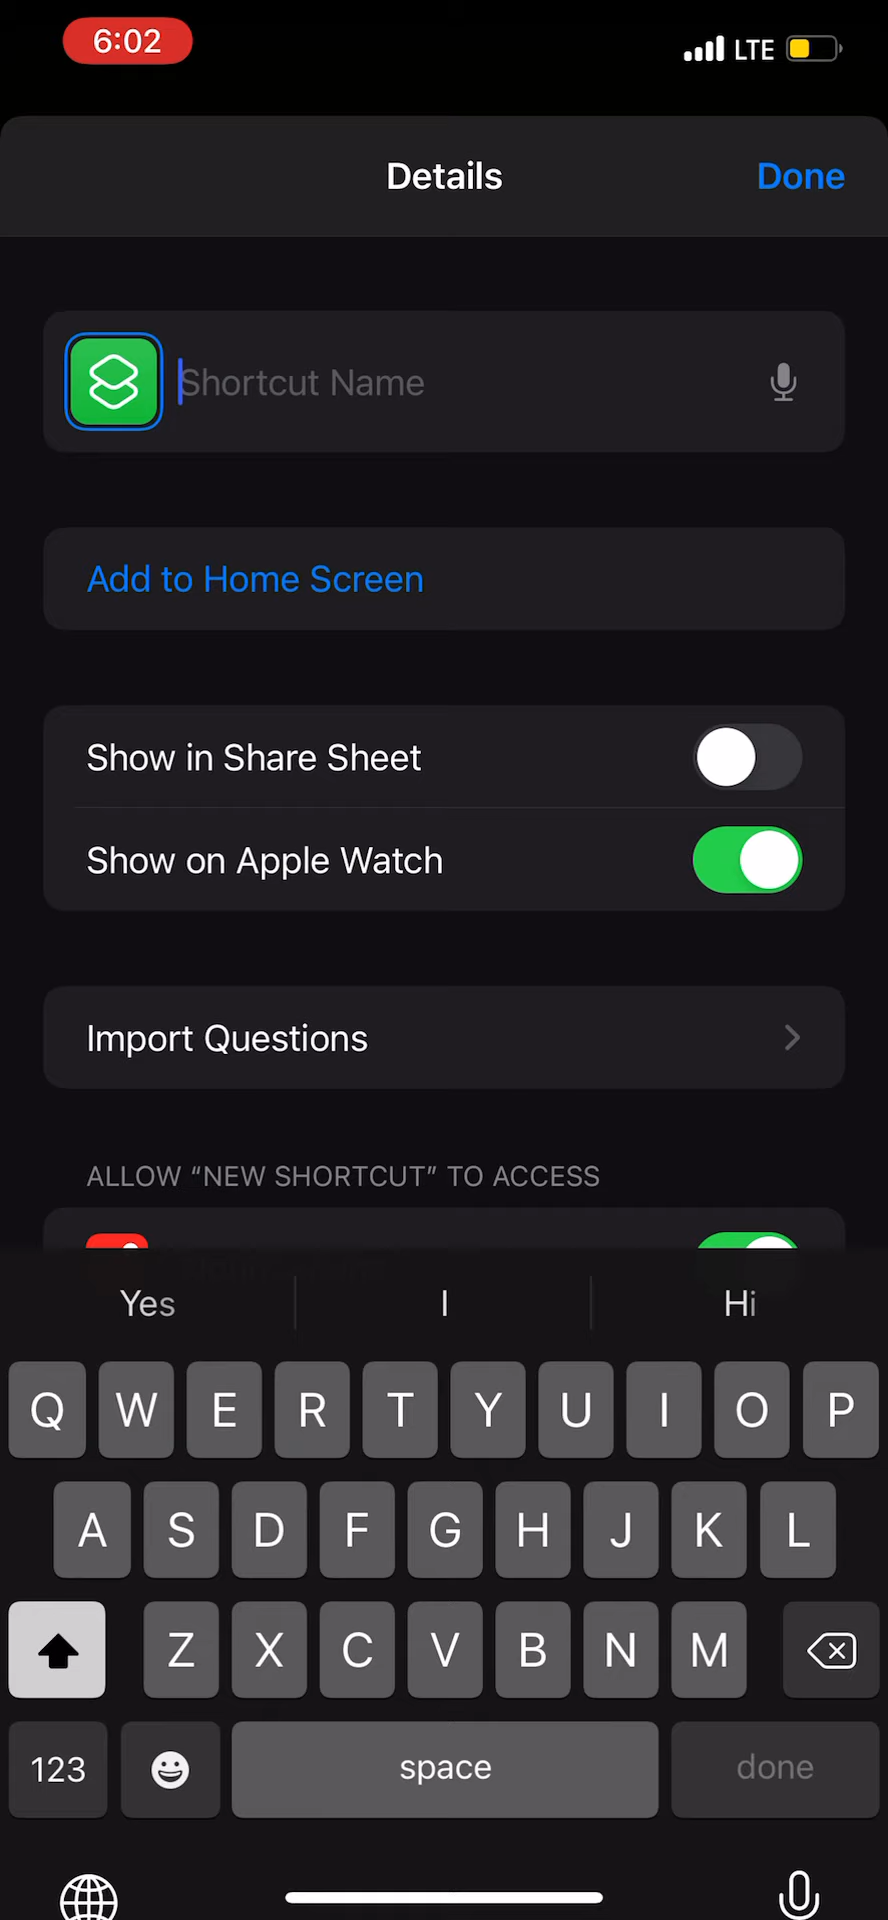 6:02
LTE
Details
Done
Shortcut Name
Add to Home Screen
Show in Share Sheet
Show on Apple Watch
Import Questions
ALLOW “NEW SHORTCUT” TO ACCESS
Yes
I
Hi
Q W E R T Y U I O P
A S D F G H J K L
Z X C V B N M
123
space
done